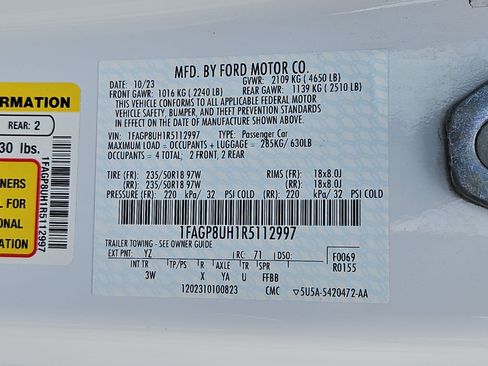 MFD. BY FORD MOTOR CO.
DATE: 10/23 GVWR: 2109 KG (4650 LB)
FRONT GAWR: 1016 KG (2240 LB) REAR GAWR: 1139 KG (2510 LB)
THIS VEHICLE CONFORMS TO ALL APPLICABLE FEDERAL MOTOR
VEHICLE SAFETY, BUMPER, AND THEFT PREVENTION STANDARDS IN
EFFECT ON THE DATE OF MANUFACTURE SHOWN ABOVE.
VIN: 1FAGP8UH1R5112997 TYPE: Passenger Car
MAXIMUM LOAD = OCCUPANTS + LUGGAGE = 285KG/ 630LB
OCCUPANTS = 4 TOTAL, 2 FRONT, 2 REAR
TIRE (FR): 235/50R18 97W RIMS (FR): 18x8.0J
(RR): 235/50R18 97W (RR): 18x8.0J
PRESSURE (FR): 220 kPa/ 32 PSI COLD (RR): 220 kPa/ 32 PSI COLD
1FAGP8UH1R5112997
TRAILER TOWING - SEE OWNER GUIDE
EXT PNT: YZ RC: 71 DSO: F0069
INT TR TP/PS R AXLE TR SPR R0155
3W X YA U FFBB
1202310100823 CMC ▽5U5A-5420472-AA
ORMATION
REAR: 2
30 lbs.
NERS
TO
ONAL
ON
1FAGP8UH1R5112997